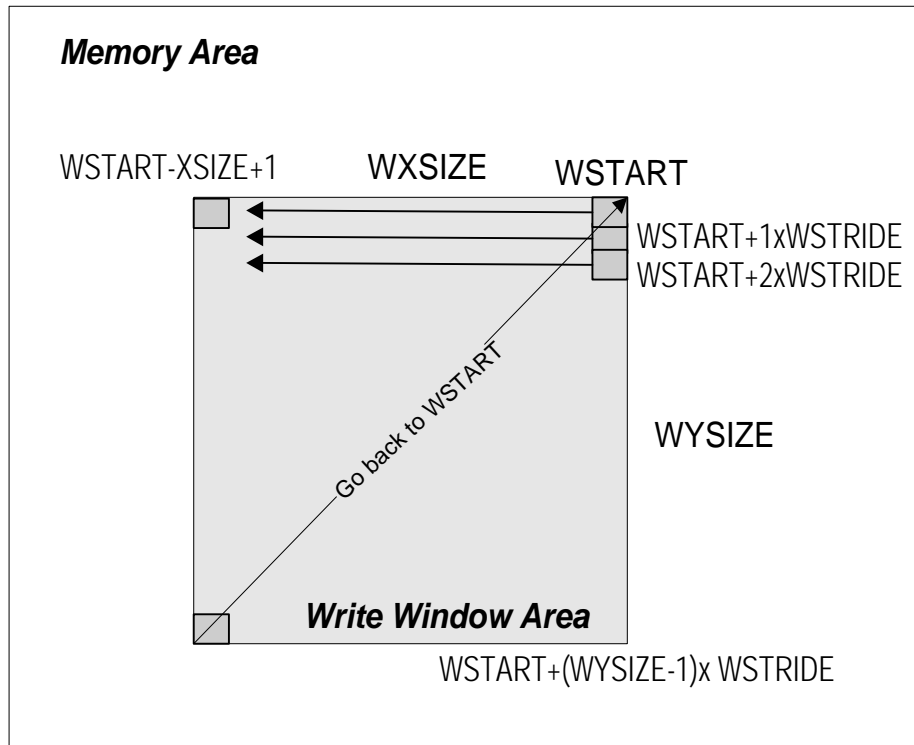 Memory Area
WSTART-XSIZE+1
WXSIZE
WSTART
WSTART+1xWSTRIDE
WSTART+2xWSTRIDE
Go back to WSTART
WYSIZE
Write Window Area
WSTART+(WYSIZE-1)x WSTRIDE